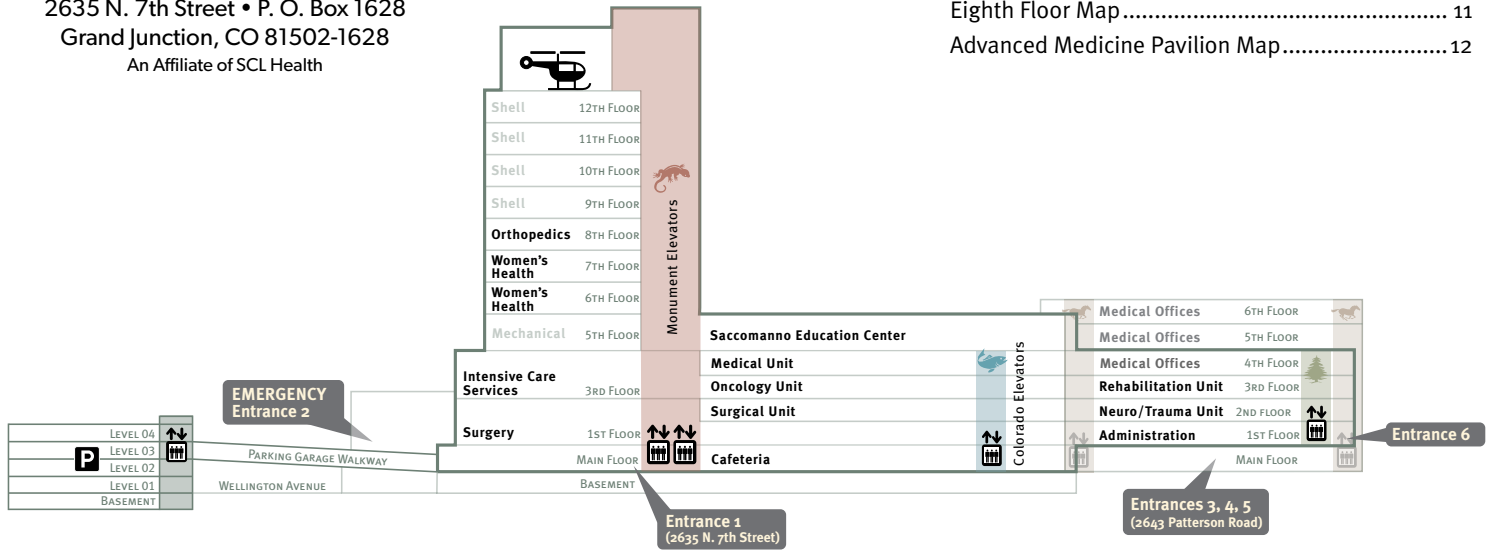 2635 N. 7th Street • P. O. Box 1628
Grand Junction, CO 81502-1628
An Affiliate of SCL Health
Eighth Floor Map................................................................ 11
Advanced Medicine Pavilion Map................................12
Shell 12th Floor
Shell 11th Floor
Shell 10th Floor
Shell 9th Floor
Orthopedics 8th Floor
Women's
Health 7th Floor
Women's
Health 6th Floor
Mechanical 5th Floor
Monument Elevators
Saccomanno Education Center
Medical Unit
Oncology Unit
Surgical Unit
Cafeteria
Colorado Elevators
Medical Offices 6th Floor
Medical Offices 5th Floor
Medical Offices 4th Floor
Rehabilitation Unit 3rd Floor
Neuro/Trauma Unit 2nd floor
Administration 1st Floor
Main Floor
Intensive Care
Services 3rd Floor
Surgery 1st Floor
Main Floor
Basement
EMERGENCY
Entrance 2
Level 04
Level 03
Level 02
Level 01
Basement
P
Parking Garage Walkway
Wellington Avenue
Entrance 1
(2635 N. 7th Street)
Entrances 3, 4, 5
(2643 Patterson Road)
Entrance 6